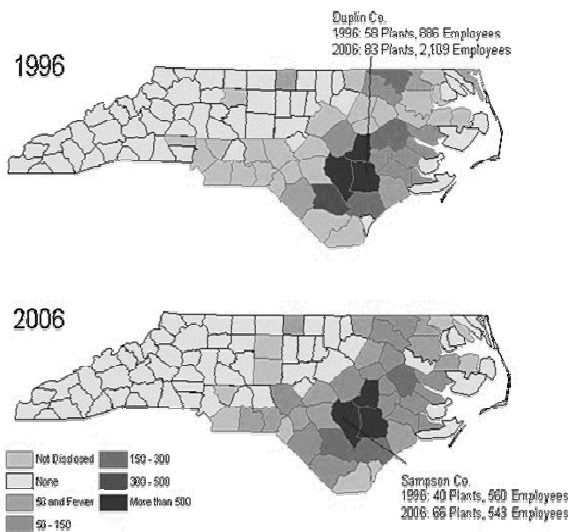 Duplin Co.
1996: 58 Plants, 886 Employees
2006: 83 Plants, 2,109 Employees
1996
2006
Not Disclosed
None
50 and Fewer
50 - 150
150 - 300
300 - 500
More than 500
Sampson Co.
1996: 40 Plants, 560 Employees
2006: 66 Plants, 543 Employees